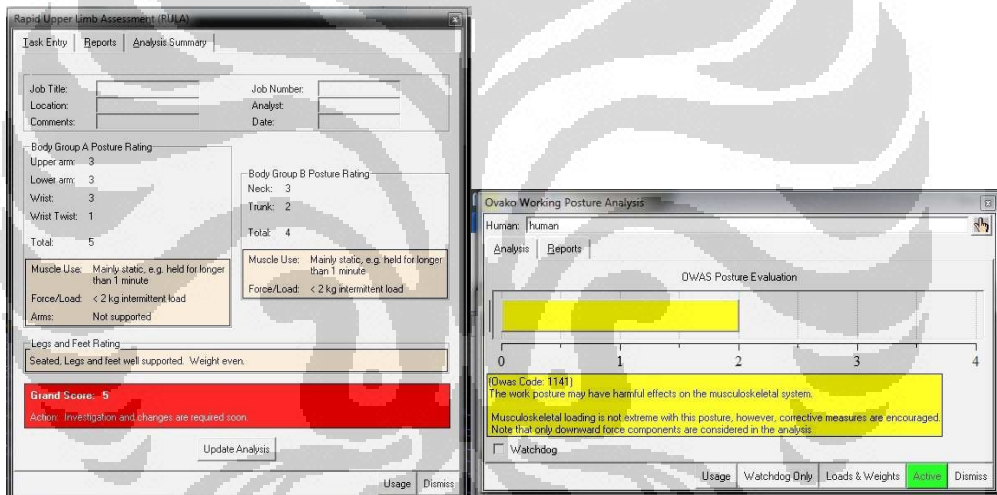 Rapid Upper Limb Assessment (RULA)
Task Entry Reports Analysis Summary
Job Title: Job Number:
Location: Analyst:
Comments: Date:
Body Group A Posture Rating
Upper arm: 3
Lower arm: 3
Wrist: 3
Wrist Twist: 1
Total: 5
Muscle Use: Mainly static, e.g. held for longer
than 1 minute
Force/Load: < 2 kg intermittent load
Arms: Not supported
Body Group B Posture Rating
Neck: 3
Trunk: 2
Total: 4
Muscle Use: Mainly static, e.g. held for longer
than 1 minute
Force/Load: < 2 kg intermittent load
Legs and Feet Rating
Seated, Legs and feet well supported. Weight even.
Grand Score: 5
Action: Investigation and changes are required soon.
Update Analysis
Usage Dismiss
Ovako Working Posture Analysis
Human: human
Analysis Reports
OWAS Posture Evaluation
0 1 2 3 4
(Owas Code: 1141)
The work posture may have harmful effects on the musculoskeletal system.
Musculoskeletal loading is not extreme with this posture, however, corrective measures are encouraged.
Note that only downward force components are considered in the analysis
Watchdog
Usage Watchdog Only Loads & Weights Active Dismiss